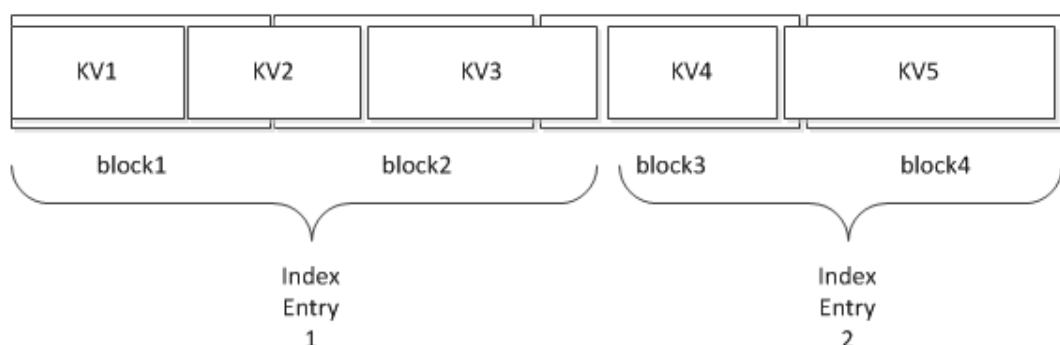 KV1 KV2 KV3 KV4 KV5
block1 block2 block3 block4
Index Index
Entry Entry
1 2